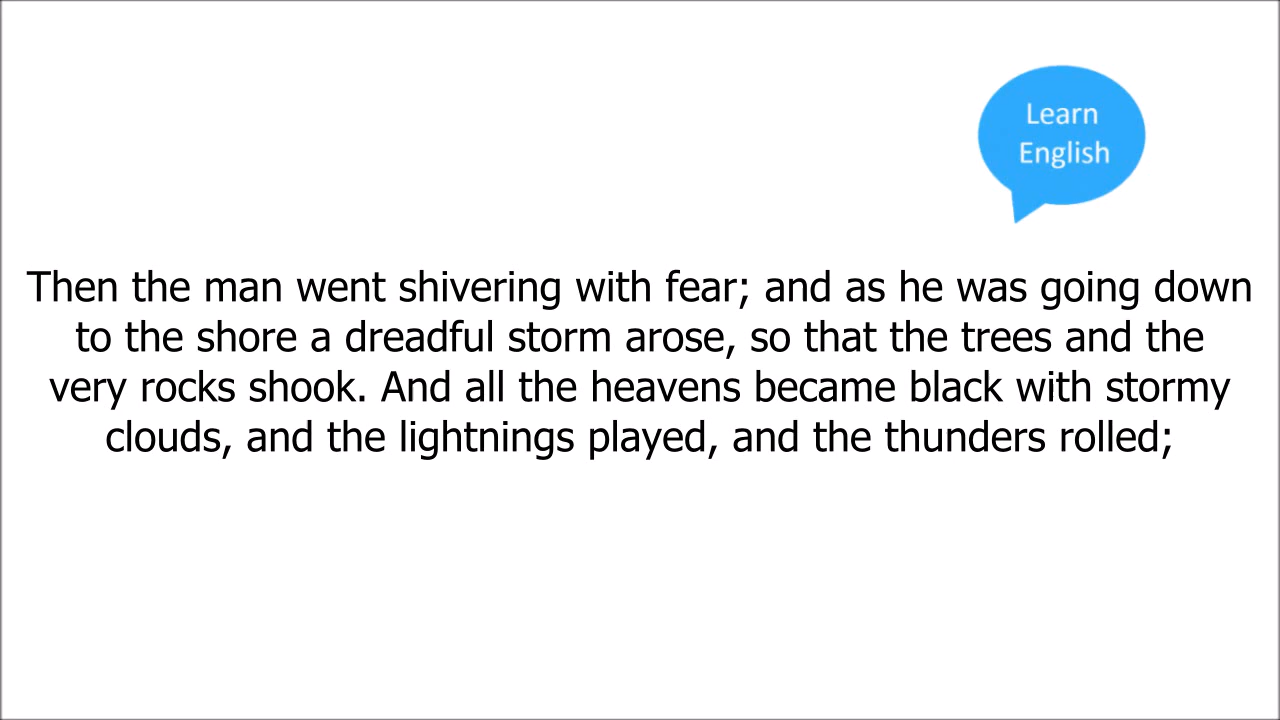 Learn
English
Then the man went shivering with fear; and as he was going down
to the shore a dreadful storm arose, so that the trees and the
very rocks shook. And all the heavens became black with stormy
clouds, and the lightnings played, and the thunders rolled;